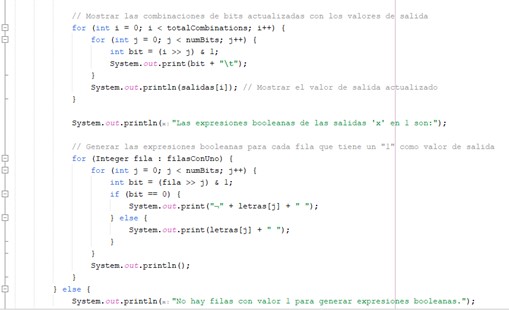 // Mostrar las combinaciones de bits actualizadas con los valores de salida
for (int i = 0; i < totalCombinations; i++) {
for (int j = 0; j < numBits; j++) {
int bit = (i >> j) & 1;
System.out.print(bit + "\t");
}
System.out.println(salidas[i]); // Mostrar el valor de salida actualizado
}
System.out.println(x: "Las expresiones booleanas de las salidas 'x' en 1 son:");
// Generar las expresiones booleanas para cada fila que tiene un "1" como valor de salida
for (Integer fila : filasConUno) {
for (int j = 0; j < numBits; j++) {
int bit = (fila >> j) & 1;
if (bit == 0) {
System.out.print("¬" + letras[j] + " ");
} else {
System.out.print(letras[j] + " ");
}
}
System.out.println();
}
} else {
System.out.println(x: "No hay filas con valor 1 para generar expresiones booleanas.");